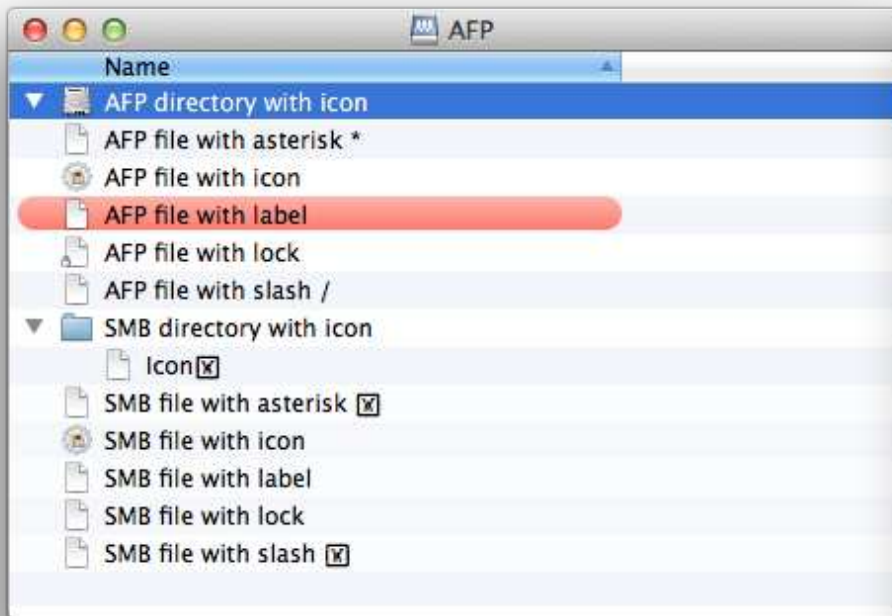 AFP
Name
AFP directory with icon
AFP file with asterisk *
AFP file with icon
AFP file with label
AFP file with lock
AFP file with slash /
SMB directory with icon
Icon
SMB file with asterisk
SMB file with icon
SMB file with label
SMB file with lock
SMB file with slash